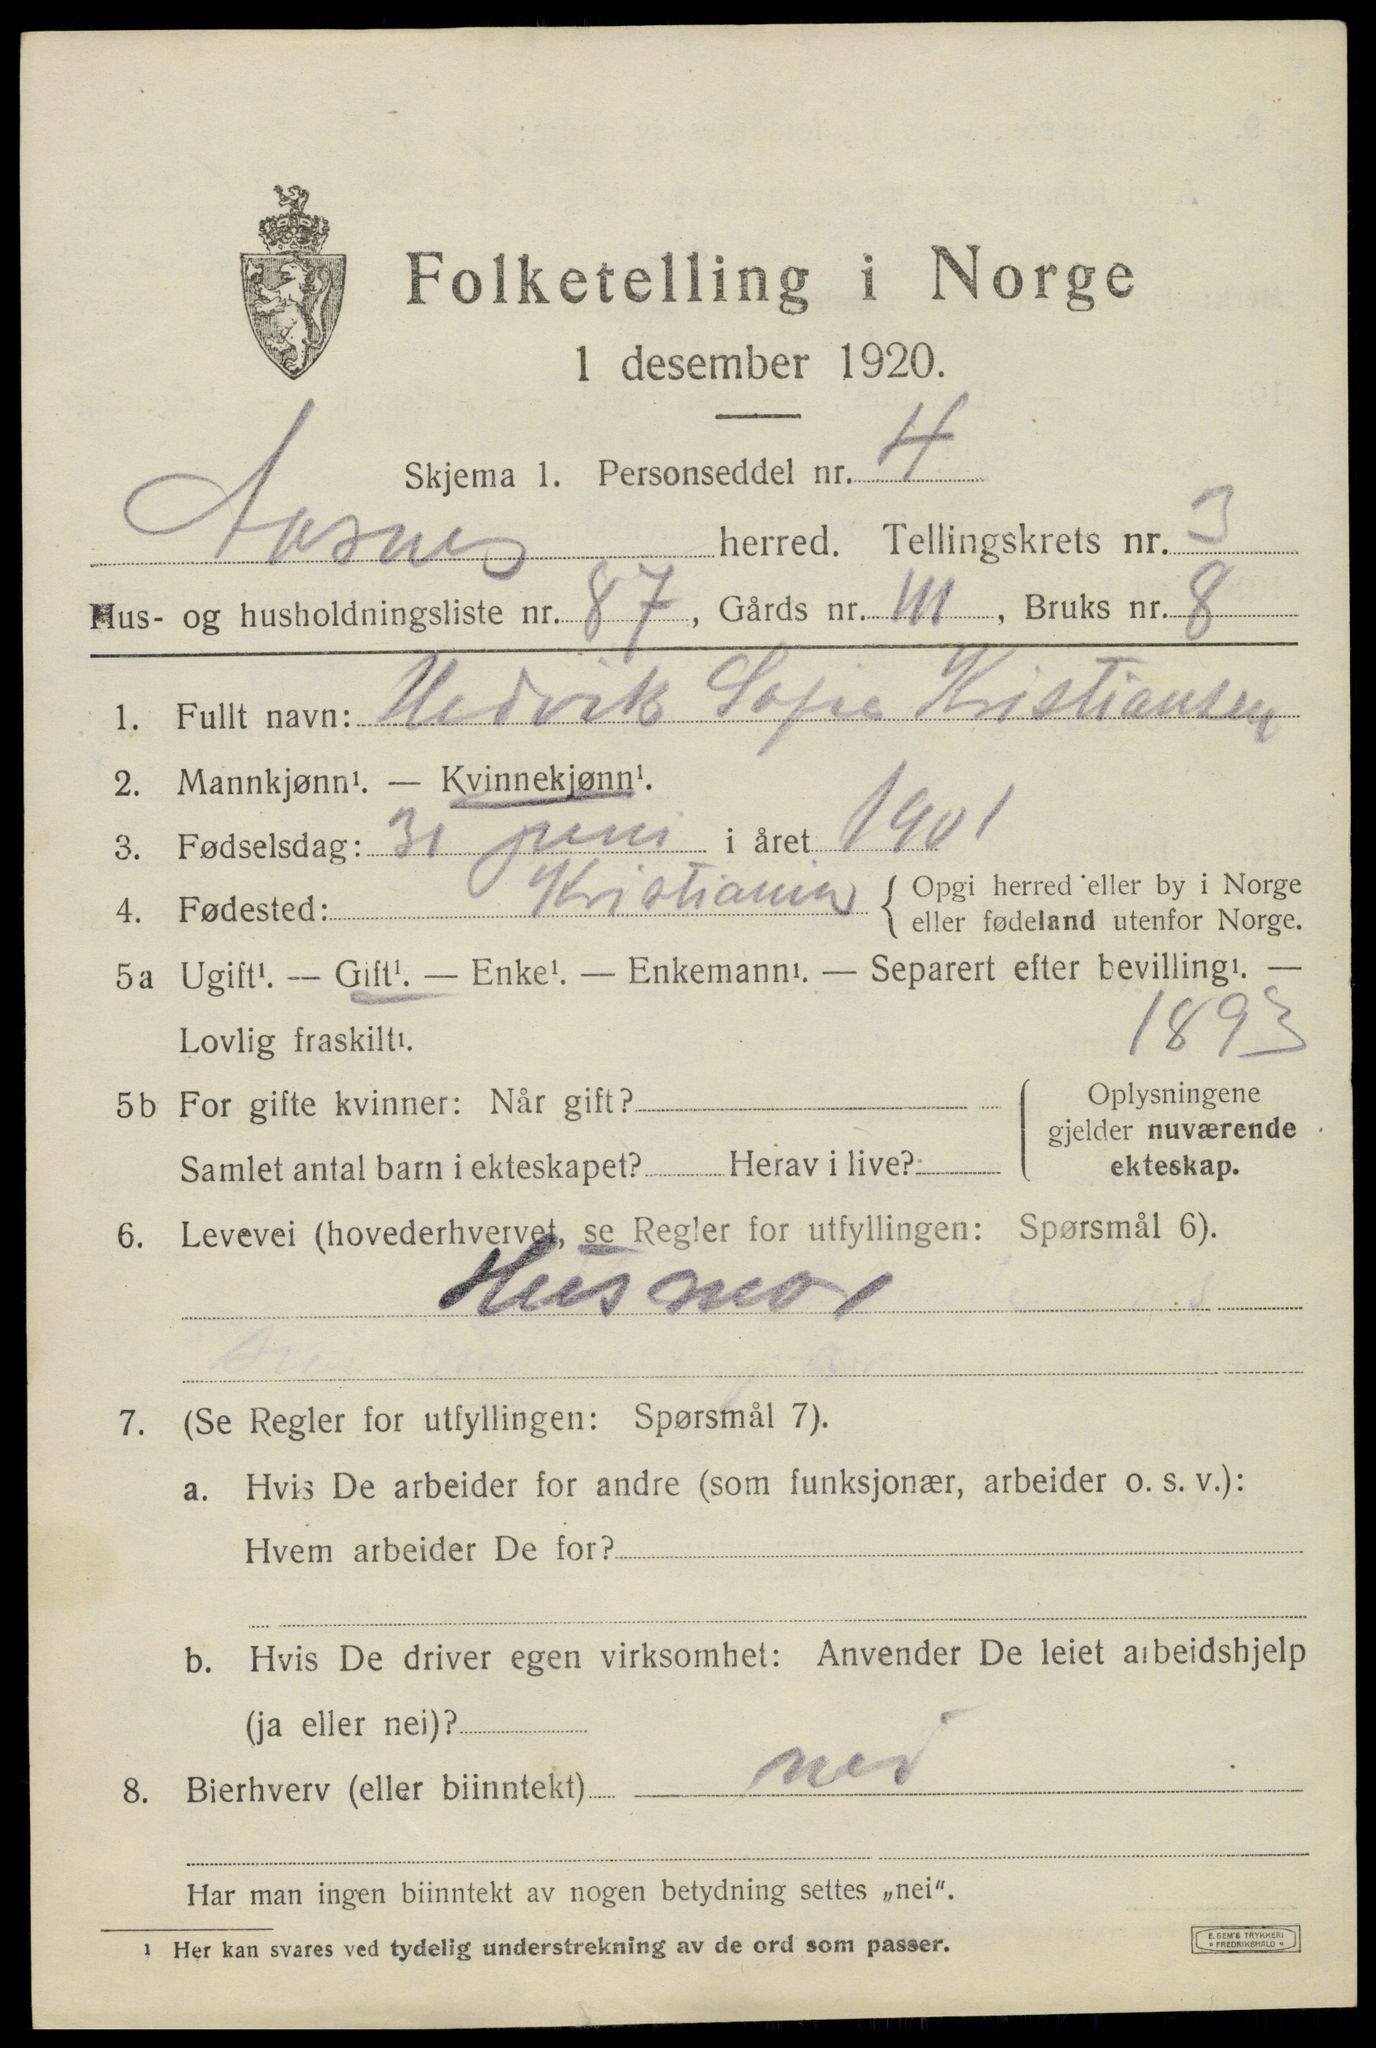 Folketelling i Norge
1 desember 1920.
Skjema 1. Personseddel nr. 4
Aasnes herred. Tellingskrets nr. 3
Hus- og husholdningsliste nr. 87, Gårds nr. 111, Bruks nr. 8
1. Fullt navn: Hedvik Sofie Kristiansen
2. Mannkjønn¹. — Kvinnekjønn¹.
3. Fødselsdag: 31 juni i året 1901
4. Fødested: Kristiania { Opgi herred eller by i Norge
eller fødeland utenfor Norge.
5a Ugift¹. — Gift¹. — Enke¹. — Enkemann¹. — Separert efter bevilling¹. —
Lovlig fraskilt¹. 1893
5b For gifte kvinner: Når gift?
Samlet antal barn i ekteskapet? Herav i live?
Oplysningene
gjelder nuværende
ekteskap.
6. Levevei (hovederhvervet, se Regler for utfyllingen: Spørsmål 6).
Husmor
7. (Se Regler for utfyllingen: Spørsmål 7).
a. Hvis De arbeider for andre (som funksjonær, arbeider o. s. v.):
Hvem arbeider De for?
b. Hvis De driver egen virksomhet: Anvender De leiet arbeidshjelp
(ja eller nei)?
8. Bierhverv (eller biinntekt) nei
Har man ingen biinntekt av nogen betydning settes „nei".
¹ Her kan svares ved tydelig understrekning av de ord som passer.
E. SEM'S TRYKKERI
• FREDRIKSHALD •